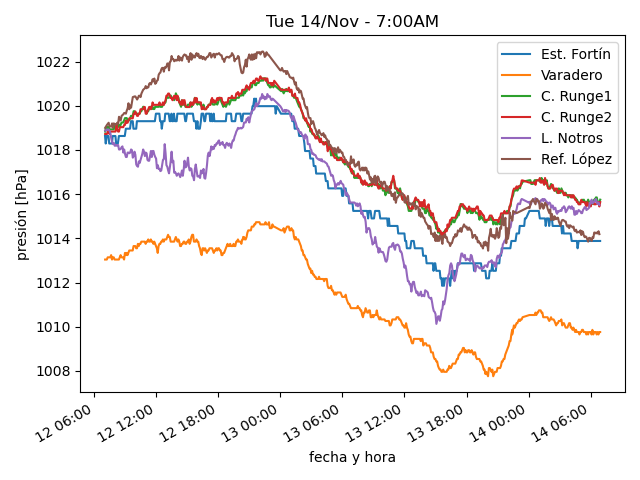 Tue 14/Nov - 7:00AM
presión [hPa]
1022
1020
1018
1016
1014
1012
1010
1008
Est. Fortín
Varadero
C. Runge1
C. Runge2
L. Notros
Ref. López
12 06:00
12 12:00
12 18:00
13 00:00
13 06:00
13 12:00
13 18:00
14 00:00
14 06:00
fecha y hora